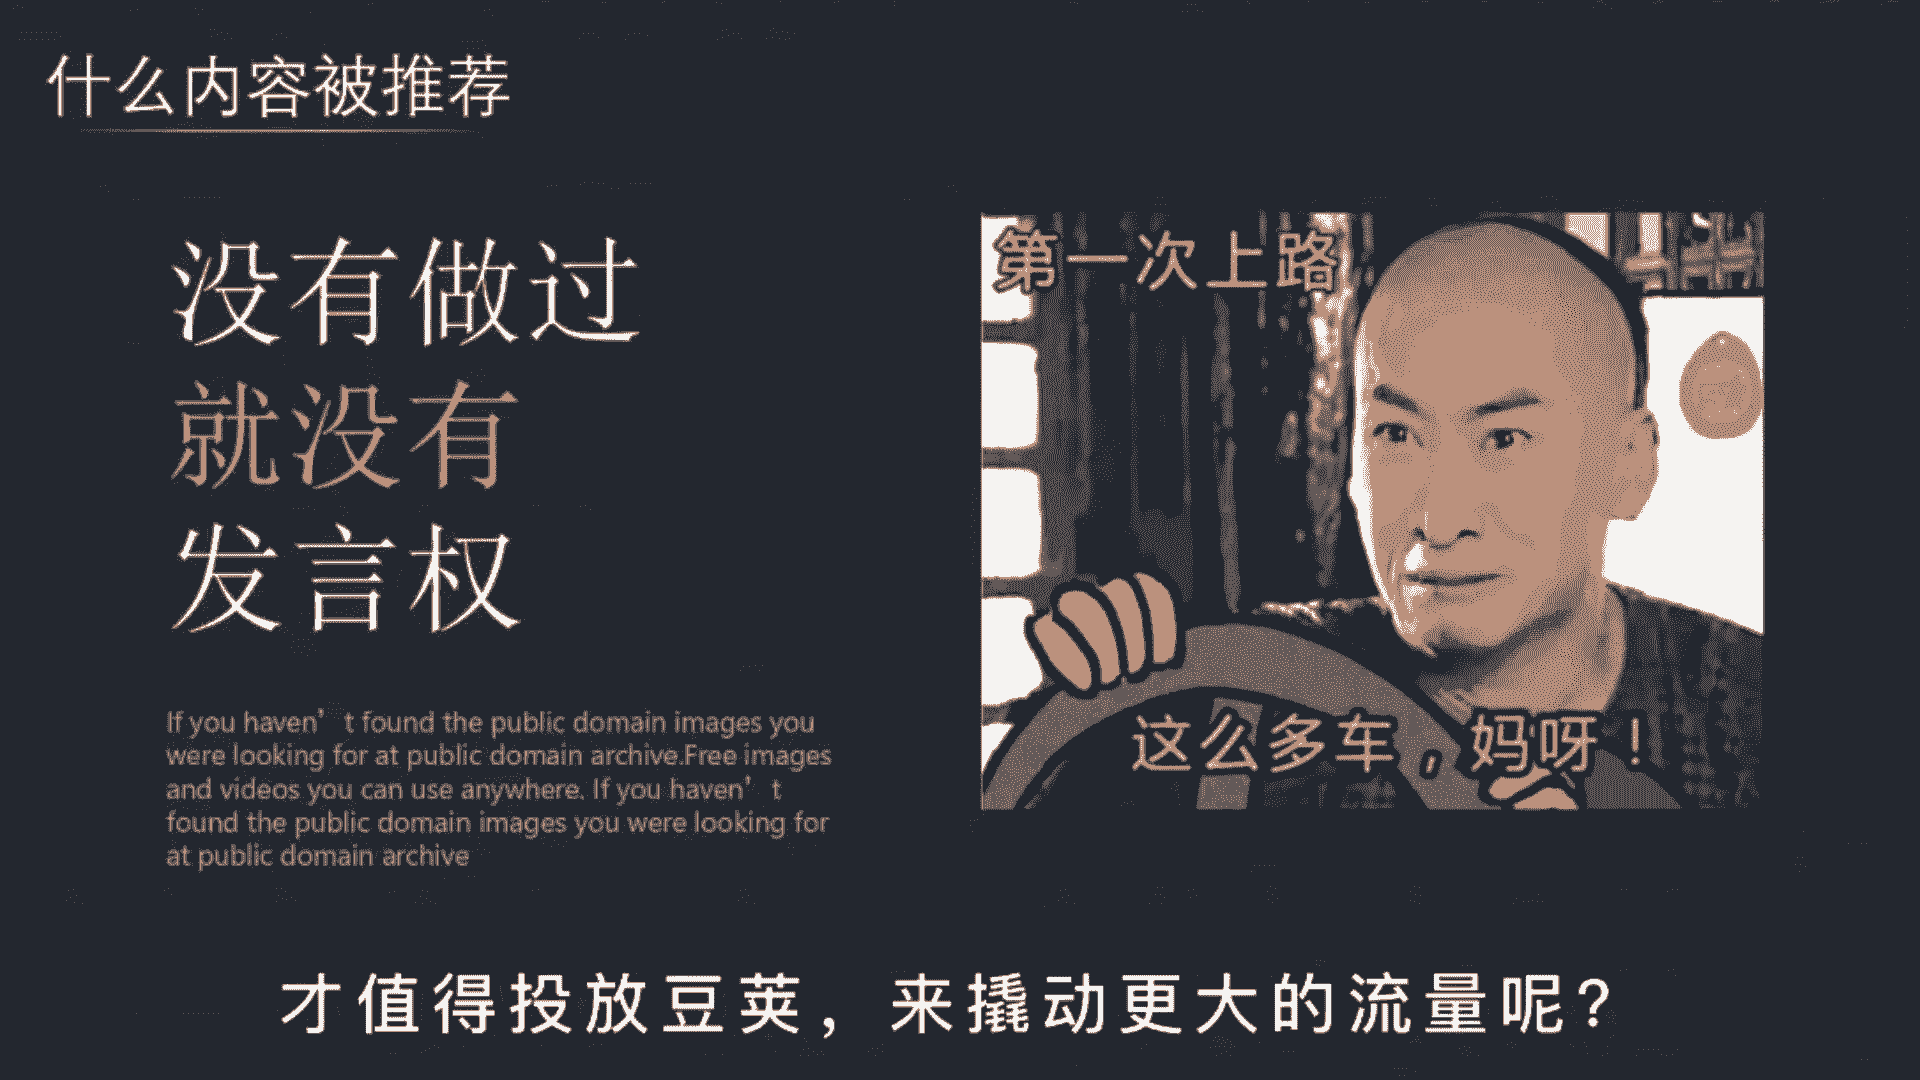 什么内容被推荐
没有做过
就没有
发言权
If you haven’t found the public domain images you
were looking for at public domain archive.Free images
and videos you can use anywhere. If you haven’t
found the public domain images you were looking for
at public domain archive
第一次上路
这么多车，妈呀！
才值得投放豆荚，来撬动更大的流量呢？